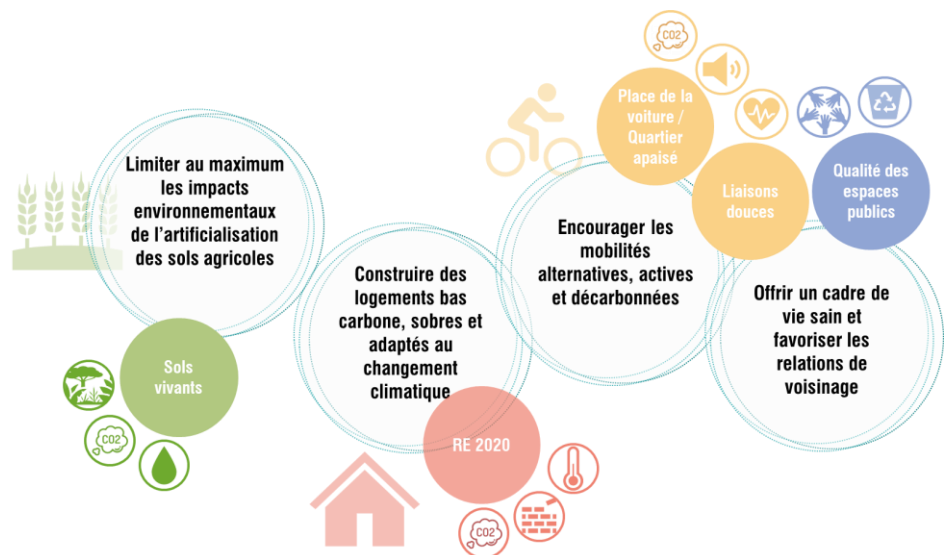 Limiter au maximum
les impacts
environnementaux
de l'artificialisation
des sols agricoles
Sols
vivants
CO2
Construire des
logements bas
carbone, sobres et
adaptés au
changement
climatique
RE 2020
CO2
Encourager les
mobilités
alternatives, actives
et décarbonnées
CO2
Place de la
voiture /
Quartier
apaisé
Liaisons
douces
Qualité des
espaces
publics
Offrir un cadre de
vie sain et
favoriser les
relations de
voisinage